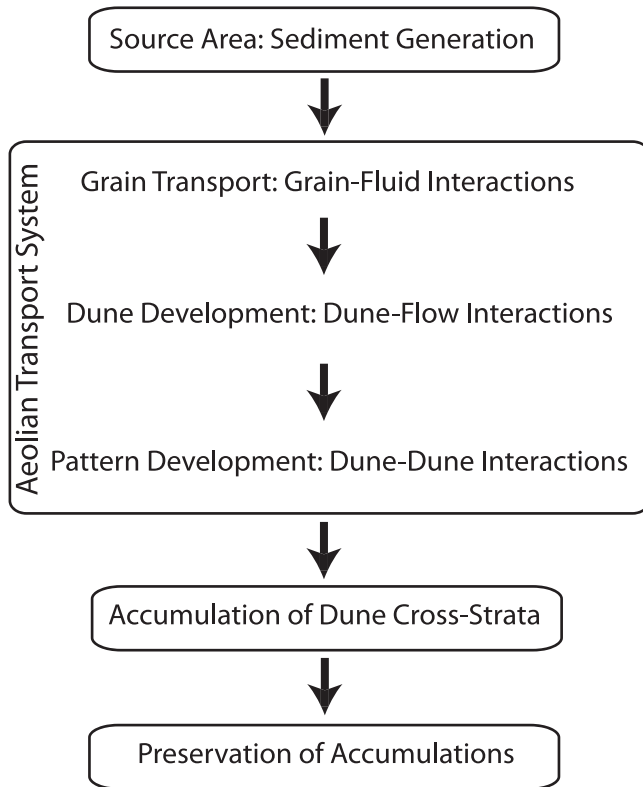 Source Area: Sediment Generation
Aeolian Transport System
Grain Transport: Grain-Fluid Interactions
Dune Development: Dune-Flow Interactions
Pattern Development: Dune-Dune Interactions
Accumulation of Dune Cross-Strata
Preservation of Accumulations